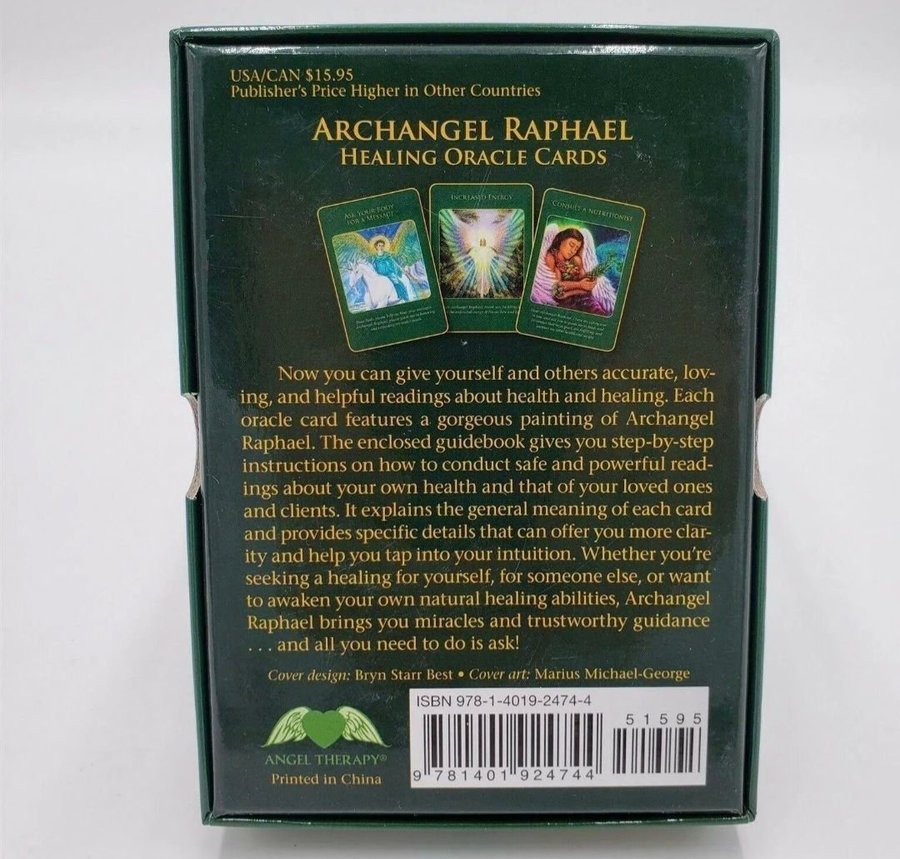 USA/CAN $15.95
Publisher's Price Higher in Other Countries
ARCHANGEL RAPHAEL
HEALING ORACLE CARDS
ASK YOUR BODY
FOR A MESSAGE
INCREASED ENERGY
CONSULT A NUTRITIONIST
Now you can give yourself and others accurate, lov-
ing, and helpful readings about health and healing. Each
oracle card features a gorgeous painting of Archangel
Raphael. The enclosed guidebook gives you step-by-step
instructions on how to conduct safe and powerful read-
ings about your own health and that of your loved ones
and clients. It explains the general meaning of each card
and provides specific details that can offer you more clar-
ity and help you tap into your intuition. Whether you're
seeking a healing for yourself, for someone else, or want
to awaken your own natural healing abilities, Archangel
Raphael brings you miracles and trustworthy guidance
. . . and all you need to do is ask!
Cover design: Bryn Starr Best • Cover art: Marius Michael-George
ANGEL THERAPY®
Printed in China
ISBN 978-1-4019-2474-4
51595
9 781401 924744